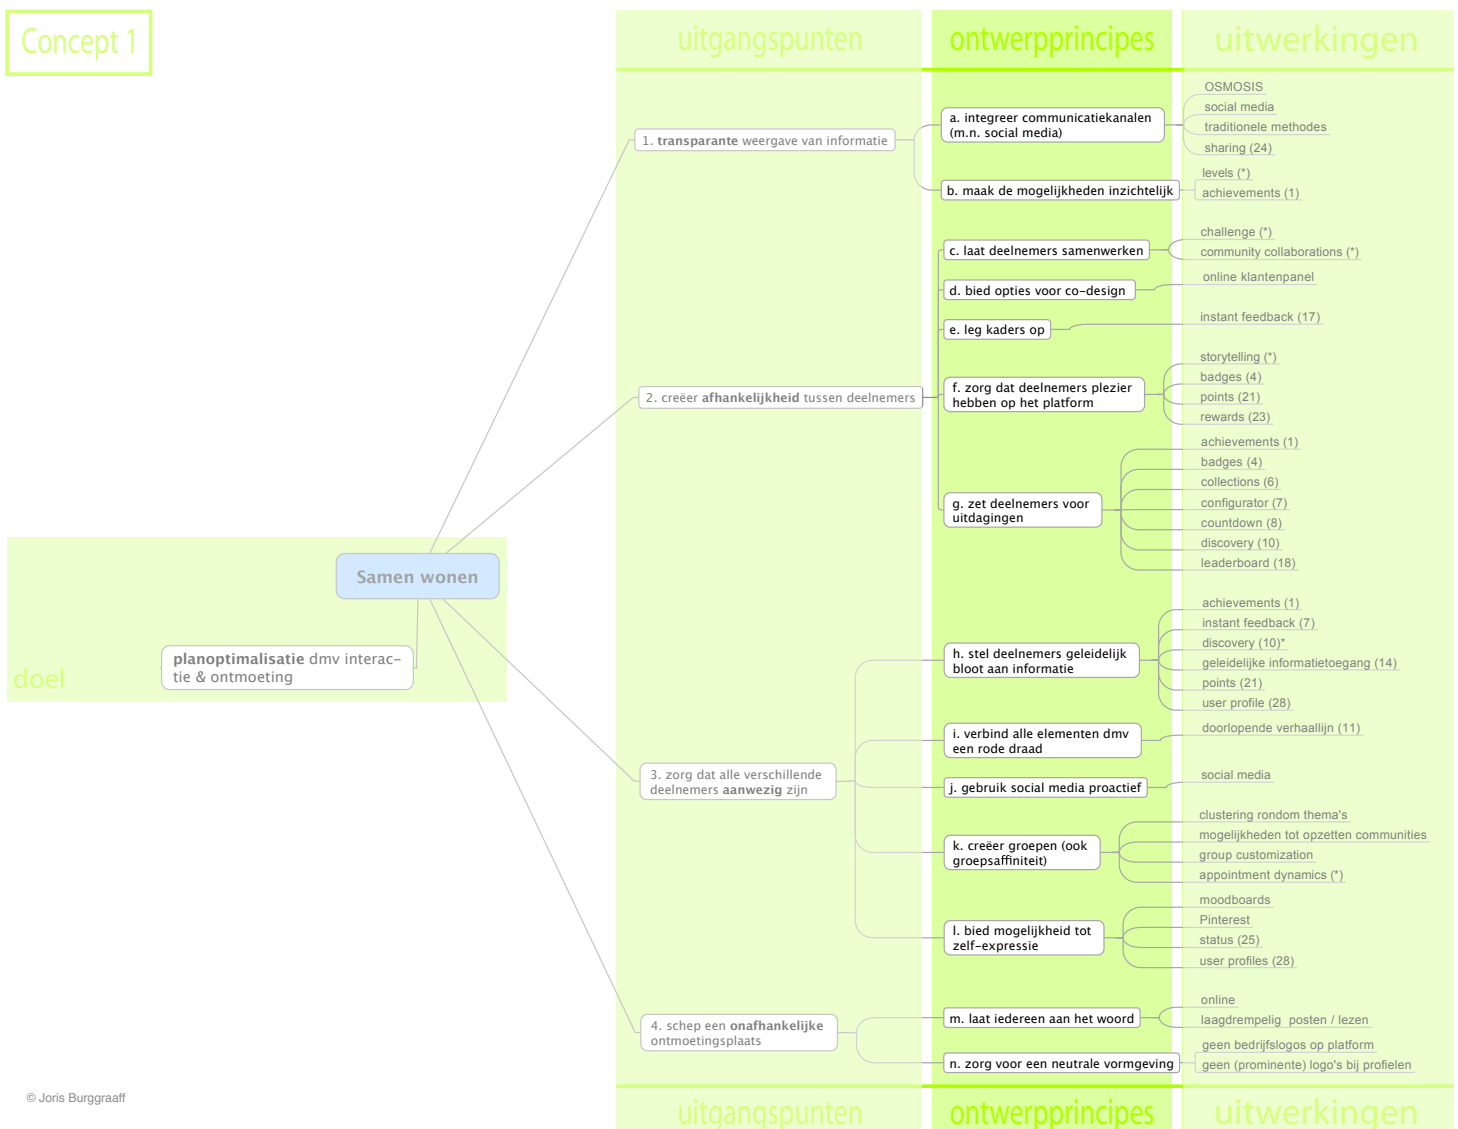 Concept 1
uitgangspunten
ontwerpprincipes
uitwerkingen
Samen wonen
planoptimalisatie dmv interac-
tie & ontmoeting
doel
1. transparante weergave van informatie
a. integreer communicatiekanalen
(m.n. social media)
OSMOSIS
social media
traditionele methodes
sharing (24)
b. maak de mogelijkheden inzichtelijk
levels (*)
achievements (1)
2. creëer afhankelijkheid tussen deelnemers
c. laat deelnemers samenwerken
challenge (*)
community collaborations (*)
d. bied opties voor co-design
online klantenpanel
e. leg kaders op
instant feedback (17)
f. zorg dat deelnemers plezier
hebben op het platform
storytelling (*)
badges (4)
points (21)
rewards (23)
g. zet deelnemers voor
uitdagingen
achievements (1)
badges (4)
collections (6)
configurator (7)
countdown (8)
discovery (10)
leaderboard (18)
3. zorg dat alle verschillende
deelnemers aanwezig zijn
h. stel deelnemers geleidelijk
bloot aan informatie
achievements (1)
instant feedback (7)
discovery (10)*
geleidelijke informatietoegang (14)
points (21)
user profile (28)
i. verbind alle elementen dmv
een rode draad
doorlopende verhaallijn (11)
j. gebruik social media proactief
social media
k. creëer groepen (ook
groepsaffiniteit)
clustering rondom thema's
mogelijkheden tot opzetten communities
group customization
appointment dynamics (*)
l. bied mogelijkheid tot
zelf-expressie
moodboards
Pinterest
status (25)
user profiles (28)
4. schep een onafhankelijke
ontmoetingsplaats
m. laat iedereen aan het woord
online
laagdrempelig  posten / lezen
n. zorg voor een neutrale vormgeving
geen bedrijfslogos op platform
geen (prominente) logo's bij profielen
© Joris Burggraaff
uitgangspunten
ontwerpprincipes
uitwerkingen